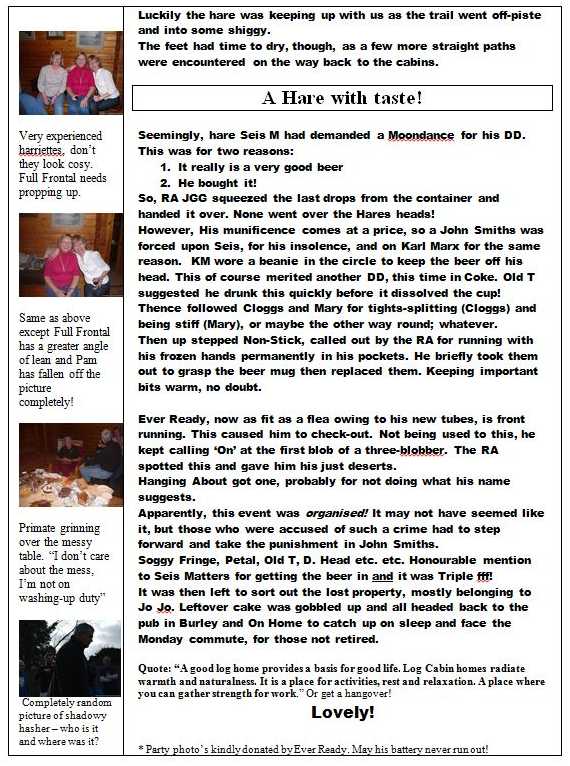 Luckily the hare was keeping up with us as the trail went off-piste
and into some shiggy.
The feet had time to dry, though, as a few more straight paths
were encountered on the way back to the cabins.
A Hare with taste!
Very experienced
harriettes, don't
they look cosy.
Full Frontal needs
propping up.
Same as above
except Full Frontal
has a greater angle
of lean and Pam
has fallen off the
picture
completely!
Primate grinning
over the messy
table. “I don't care
about the mess,
I'm not on
washing-up duty”
Completely random
picture of shadowy
hasher – who is it
and where was it?
Seemingly, hare Seis M had demanded a Moondance for his DD.
This was for two reasons:
1. It really is a very good beer
2. He bought it!
So, RA JGG squeezed the last drops from the container and
handed it over. None went over the Hares heads!
However, His munificence comes at a price, so a John Smiths was
forced upon Seis, for his insolence, and on Karl Marx for the same
reason. KM wore a beanie in the circle to keep the beer off his
head. This of course merited another DD, this time in Coke. Old T
suggested he drunk this quickly before it dissolved the cup!
Thence followed Cloggs and Mary for tights-splitting (Cloggs) and
being stiff (Mary), or maybe the other way round; whatever.
Then up stepped Non-Stick, called out by the RA for running with
his frozen hands permanently in his pockets. He briefly took them
out to grasp the beer mug then replaced them. Keeping important
bits warm, no doubt.
Ever Ready, now as fit as a flea owing to his new tubes, is front
running. This caused him to check-out. Not being used to this, he
kept calling ‘On’ at the first blob of a three-blobber. The RA
spotted this and gave him his just deserts.
Hanging About got one, probably for not doing what his name
suggests.
Apparently, this event was organised! It may not have seemed like
it, but those who were accused of such a crime had to step
forward and take the punishment in John Smiths.
Soggy Fringe, Petal, Old T, D. Head etc. etc. Honourable mention
to Seis Matters for getting the beer in and it was Triple fff!
It was then left to sort out the lost property, mostly belonging to
Jo Jo. Leftover cake was gobbled up and all headed back to the
pub in Burley and On Home to catch up on sleep and face the
Monday commute, for those not retired.
Quote: “A good log home provides a basis for good life. Log Cabin homes radiate
warmth and naturalness. It is a place for activities, rest and relaxation. A place where
you can gather strength for work.” Or get a hangover!
Lovely!
* Party photo's kindly donated by Ever Ready. May his battery never run out!